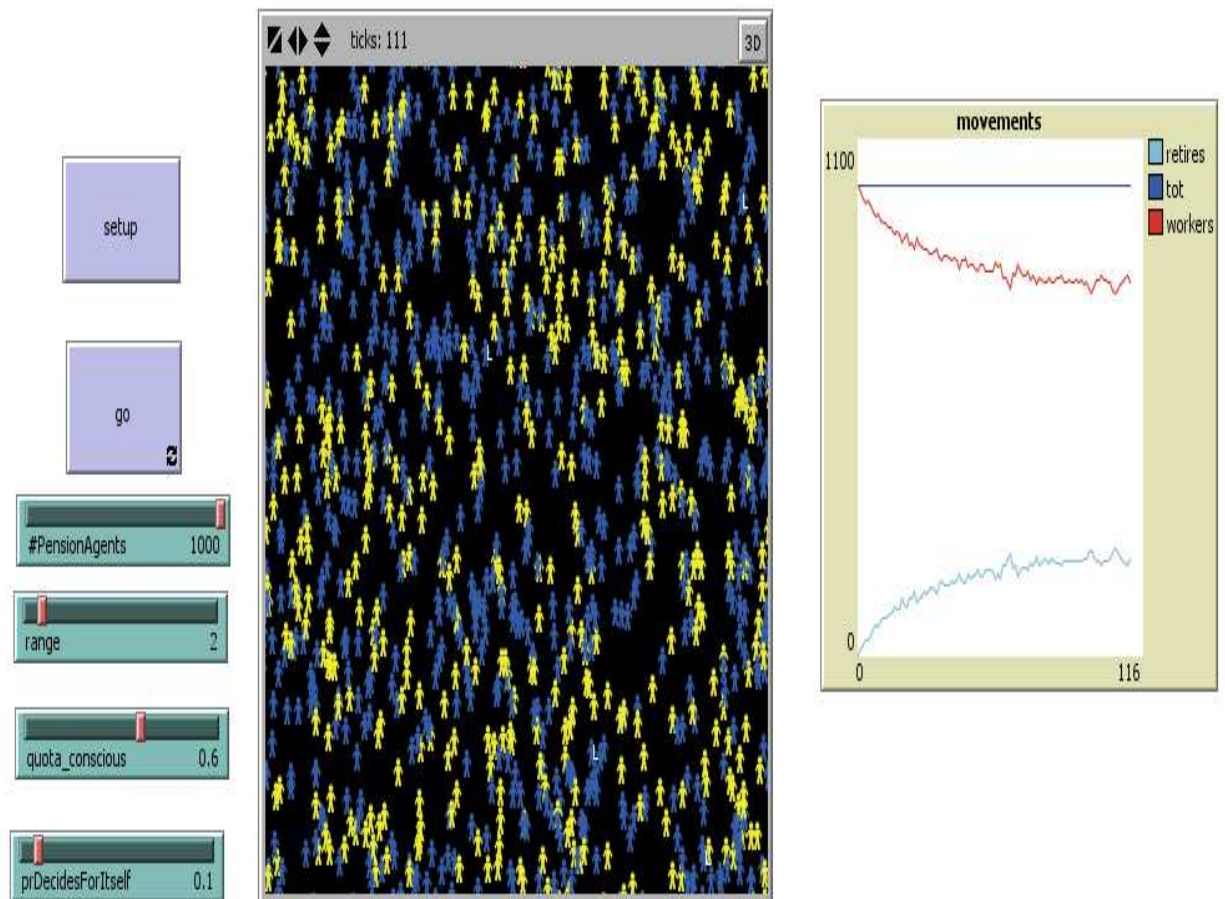 ticks: 111
3D
setup
go
#PensionAgents 1000
range 2
quota_conscious 0.6
prDecidesForItself 0.1
L
L
L
L
movements
1100
0
0 116
retires
tot
workers